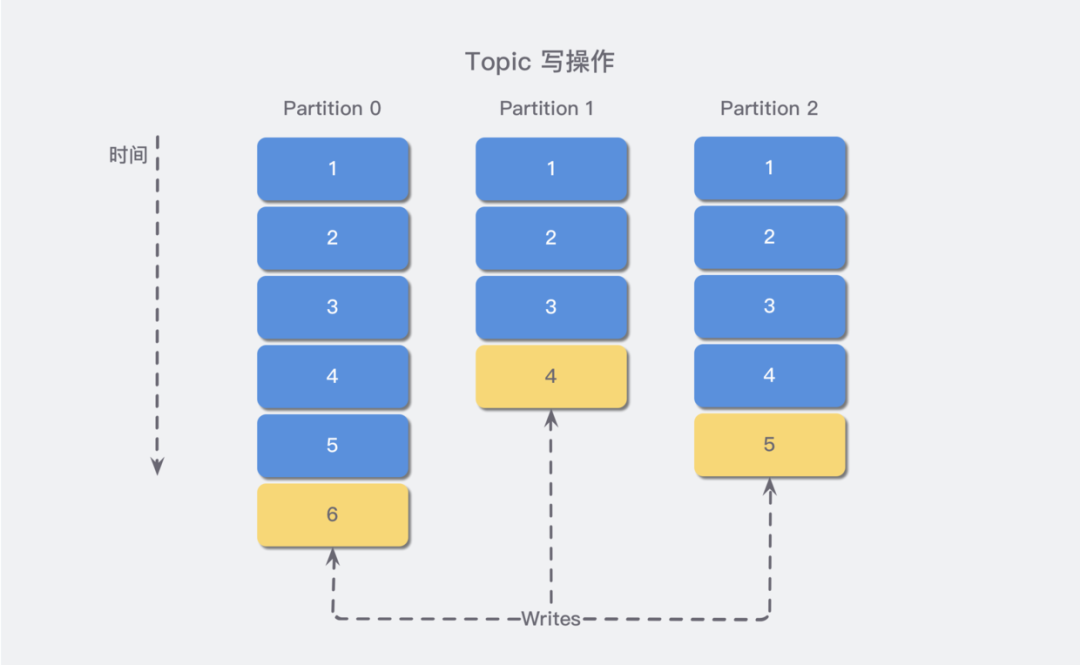 Topic 写操作
Partition 0 Partition 1 Partition 2
时间
1 1 1
2 2 2
3 3 3
4 4 4
5 5
6
Writes